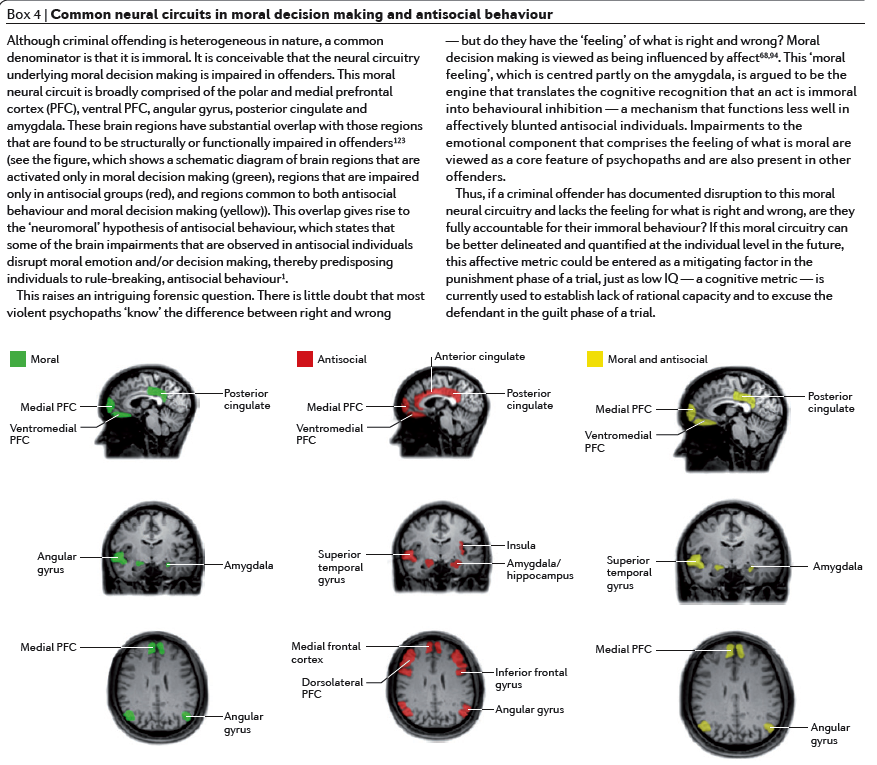 Box 4 | Common neural circuits in moral decision making and antisocial behaviour
Although criminal offending is heterogeneous in nature, a common
denominator is that it is immoral. It is conceivable that the neural circuitry
underlying moral decision making is impaired in offenders. This moral
neural circuit is broadly comprised of the polar and medial prefrontal
cortex (PFC), ventral PFC, angular gyrus, posterior cingulate and
amygdala. These brain regions have substantial overlap with those regions
that are found to be structurally or functionally impaired in offenders¹²³
(see the figure, which shows a schematic diagram of brain regions that are
activated only in moral decision making (green), regions that are impaired
only in antisocial groups (red), and regions common to both antisocial
behaviour and moral decision making (yellow)). This overlap gives rise to
the ‘neuromoral’ hypothesis of antisocial behaviour, which states that
some of the brain impairments that are observed in antisocial individuals
disrupt moral emotion and/or decision making, thereby predisposing
individuals to rule-breaking, antisocial behaviour¹.
This raises an intriguing forensic question. There is little doubt that most
violent psychopaths ‘know’ the difference between right and wrong
— but do they have the ‘feeling’ of what is right and wrong? Moral
decision making is viewed as being influenced by affect⁶⁸,⁹⁴. This ‘moral
feeling’, which is centred partly on the amygdala, is argued to be the
engine that translates the cognitive recognition that an act is immoral
into behavioural inhibition — a mechanism that functions less well in
affectively blunted antisocial individuals. Impairments to the
emotional component that comprises the feeling of what is moral are
viewed as a core feature of psychopaths and are also present in other
offenders.
Thus, if a criminal offender has documented disruption to this moral
neural circuitry and lacks the feeling for what is right and wrong, are they
fully accountable for their immoral behaviour? If this moral circuitry can
be better delineated and quantified at the individual level in the future,
this affective metric could be entered as a mitigating factor in the
punishment phase of a trial, just as low IQ — a cognitive metric — is
currently used to establish lack of rational capacity and to excuse the
defendant in the guilt phase of a trial.
Moral
Medial PFC
Ventromedial
PFC
Posterior
cingulate
Angular
gyrus
Amygdala
Medial PFC
Angular
gyrus
Antisocial
Anterior cingulate
Medial PFC
Ventromedial
PFC
Posterior
cingulate
Superior
temporal
gyrus
Insula
Amygdala/
hippocampus
Medial frontal
cortex
Dorsolateral
PFC
Inferior frontal
gyrus
Angular gyrus
Moral and antisocial
Medial PFC
Ventromedial
PFC
Posterior
cingulate
Superior
temporal
gyrus
Amygdala
Medial PFC
Angular
gyrus